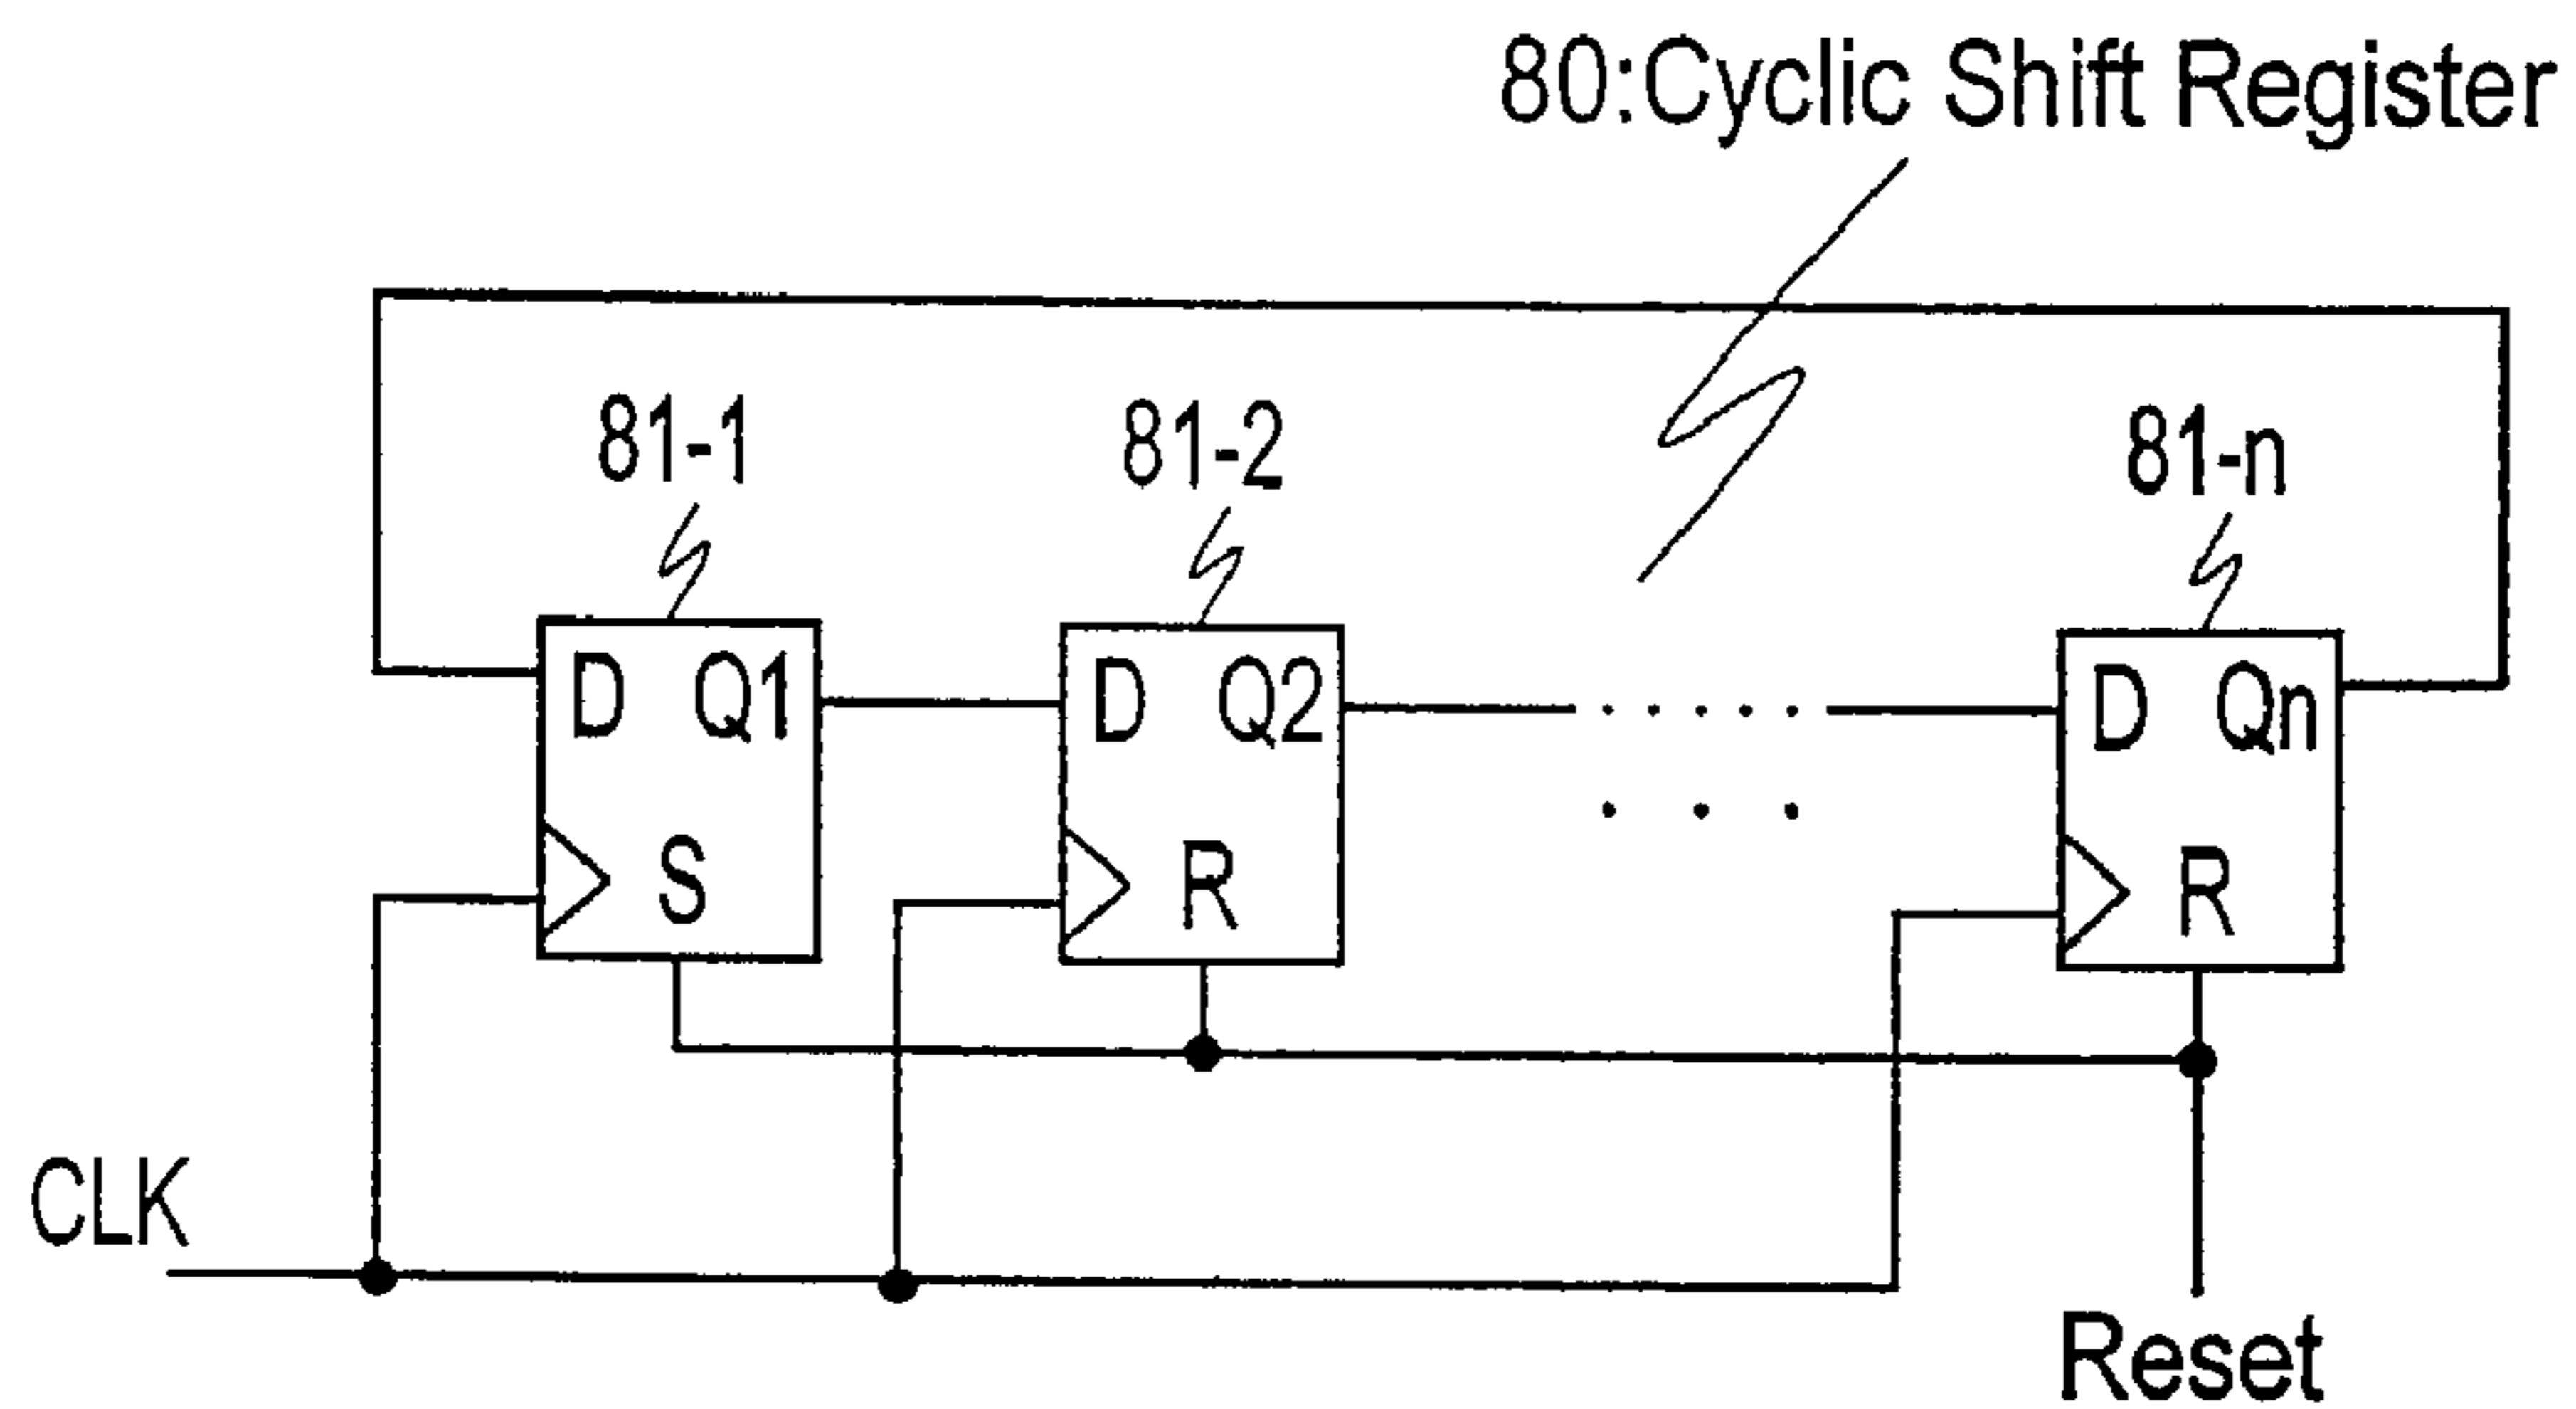 80:Cyclic Shift Register
81-1
81-2
81-n
D Q1
D Q2
D Qn
S
R
R
CLK
Reset